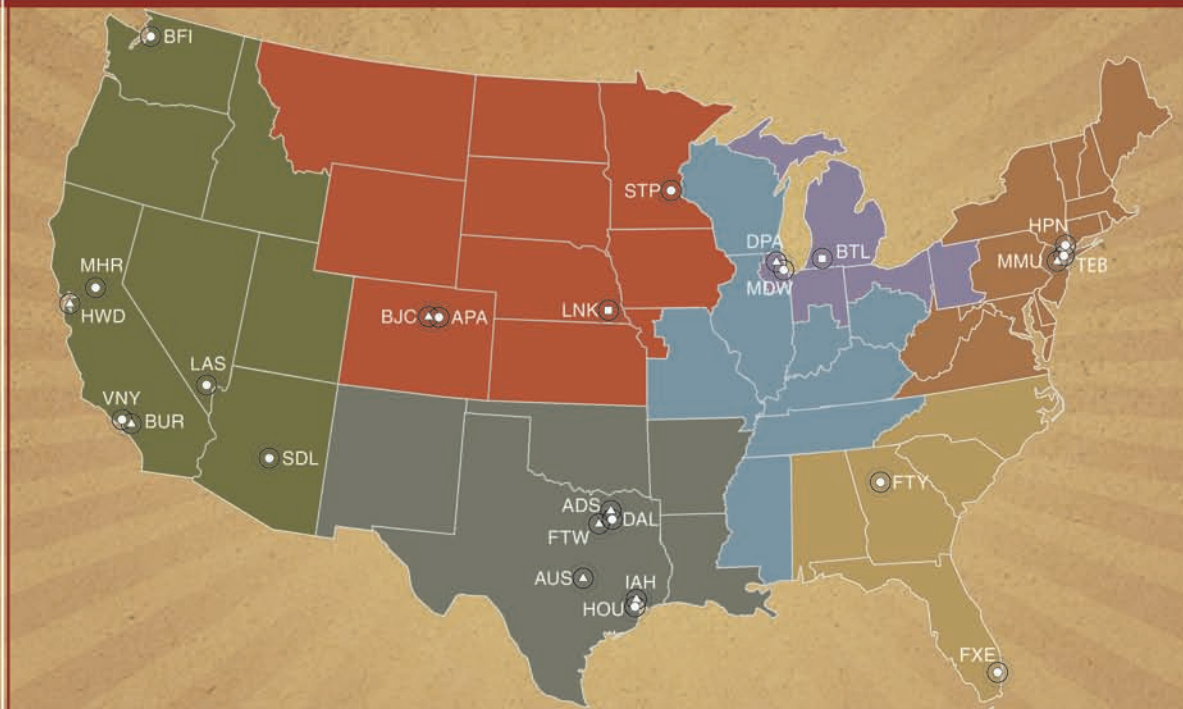 BFI
STP
HPN
DPA
BTL
MMU
TEB
MHR
MDW
HWD
LNK
BJC
APA
LAS
VNY
BUR
SDL
FTY
ADS
DAL
FTW
AUS
IAH
HOU
FXE